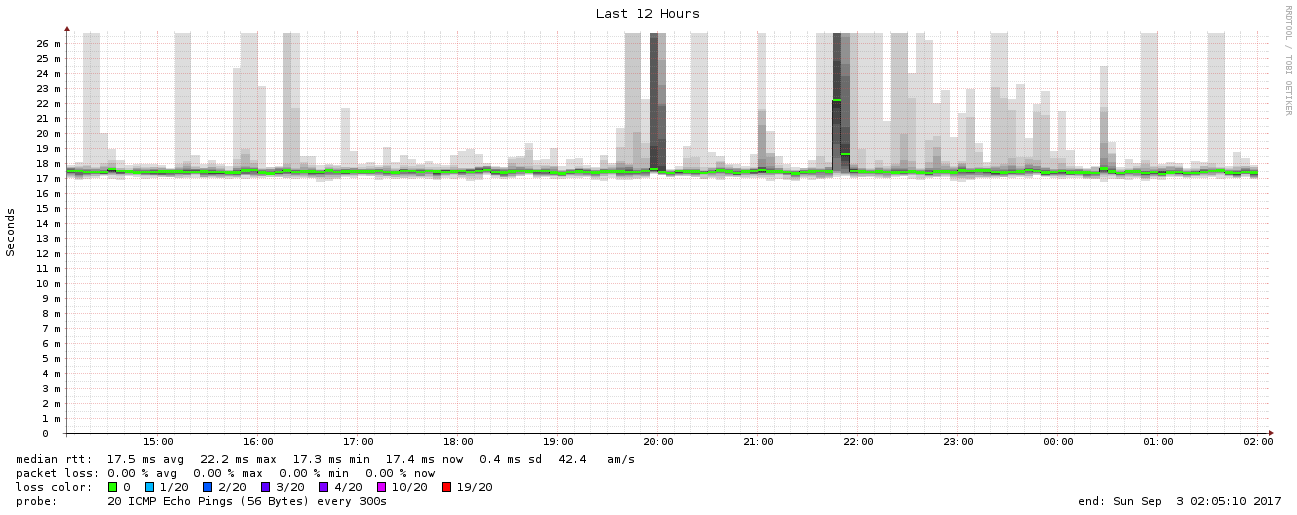 Last 12 Hours
RRDTOOL / TOBI OETIKER
Seconds
26 m
25 m
24 m
23 m
22 m
21 m
20 m
19 m
18 m
17 m
16 m
15 m
14 m
13 m
12 m
11 m
10 m
9 m
8 m
7 m
6 m
5 m
4 m
3 m
2 m
1 m
0
15:00 16:00 17:00 18:00 19:00 20:00 21:00 22:00 23:00 00:00 01:00 02:00
median rtt: 17.5 ms avg 22.2 ms max 17.3 ms min 17.4 ms now 0.4 ms sd 42.4 am/s
packet loss: 0.00 % avg 0.00 % max 0.00 % min 0.00 % now
loss color: 0 1/20 2/20 3/20 4/20 10/20 19/20
probe: 20 ICMP Echo Pings (56 Bytes) every 300s end: Sun Sep 3 02:05:10 2017